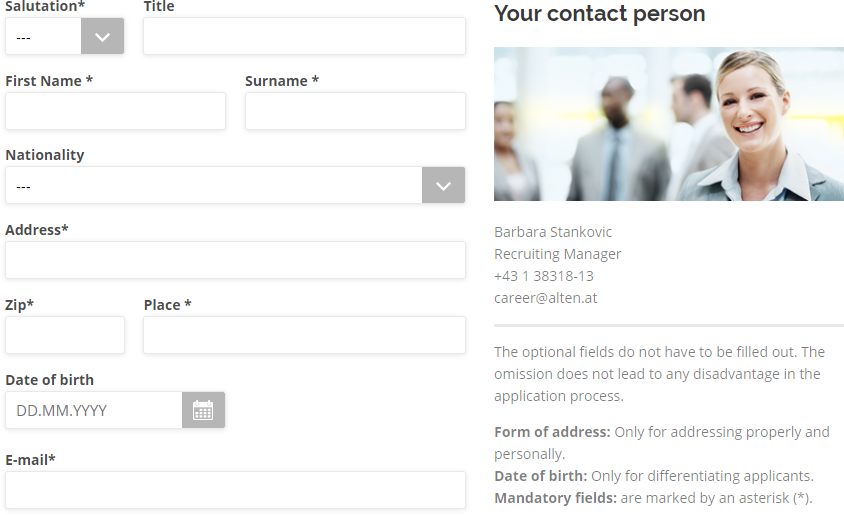 Salutation*
Title
---
First Name *
Surname *
Nationality
---
Address*
Zip*
Place *
Date of birth
DD.MM.YYYY
E-mail*
Your contact person
Barbara Stankovic
Recruiting Manager
+43 1 38318-13
career@alten.at
The optional fields do not have to be filled out. The
omission does not lead to any disadvantage in the
application process.
Form of address: Only for addressing properly and
personally.
Date of birth: Only for differentiating applicants.
Mandatory fields: are marked by an asterisk (*).